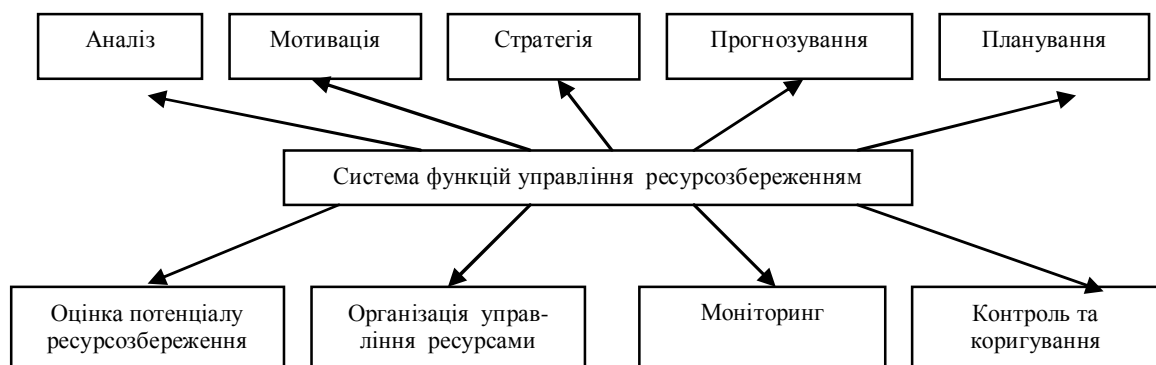 Аналіз
Мотивація
Стратегія
Прогнозування
Планування
Система функцій управління ресурсозбереженням
Оцінка потенціалу
ресурсозбереження
Організація управ-
ління ресурсами
Моніторинг
Контроль та
коригування